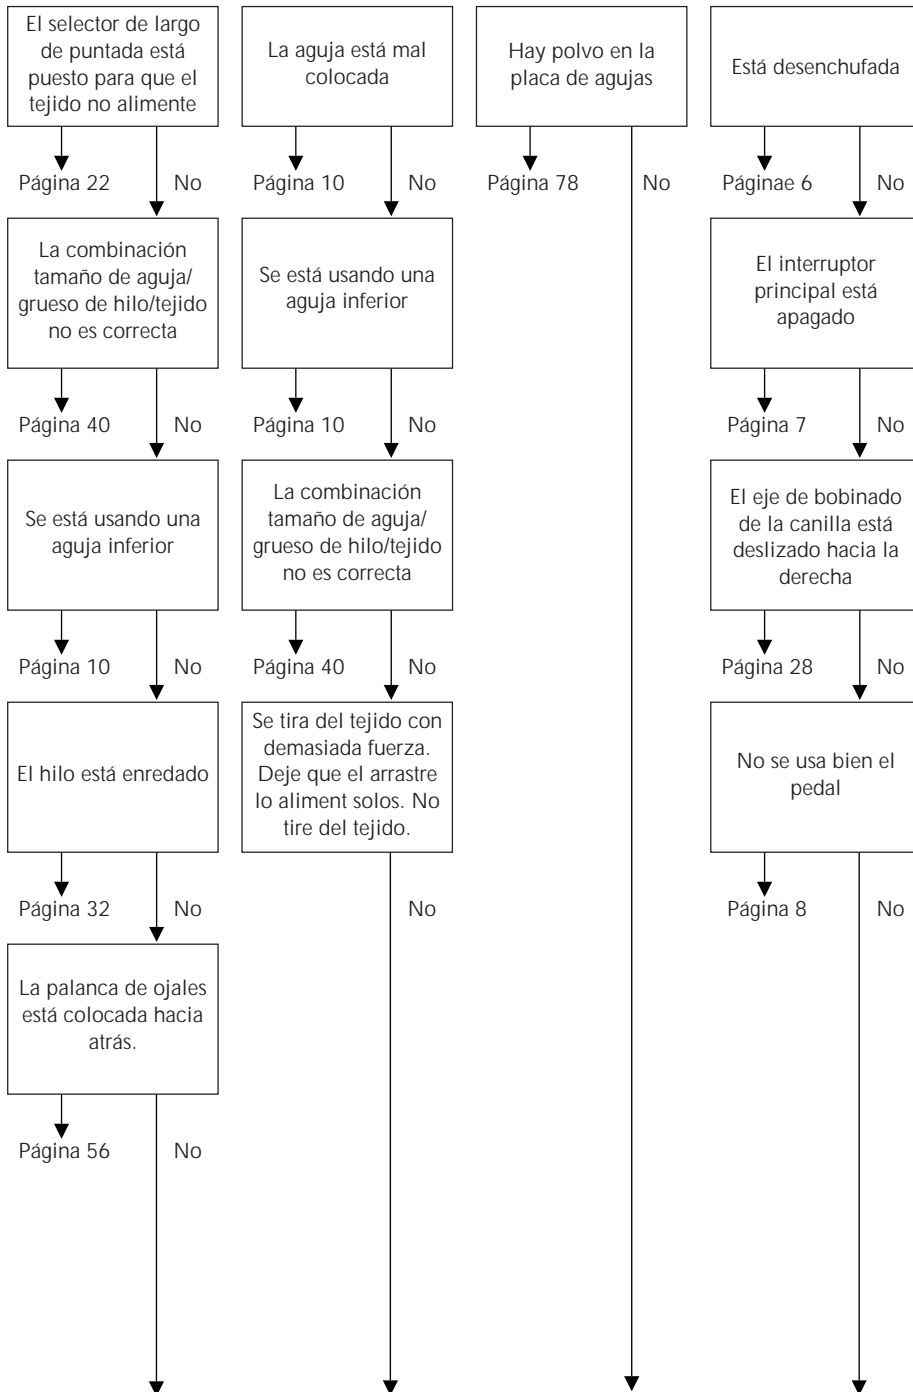 El selector de largo
de puntada está
puesto para que el
tejido no alimente
Página 22
No
La combinación
tamaño de aguja/
grueso de hilo/tejido
no es correcta
Página 40
No
Se está usando una
aguja inferior
Página 10
No
El hilo está enredado
Página 32
No
La palanca de ojales
está colocada hacia
atrás.
Página 56
No
La aguja está mal
colocada
Página 10
No
Se está usando una
aguja inferior
Página 10
No
La combinación
tamaño de aguja/
grueso de hilo/tejido
no es correcta
Página 40
No
Se tira del tejido con
demasiada fuerza.
Deje que el arrastre
lo aliment solos. No
tire del tejido.
No
Hay polvo en la
placa de agujas
Página 78
No
Está desenchufada
Páginae 6
No
El interruptor
principal está
apagado
Página 7
No
El eje de bobinado
de la canilla está
deslizado hacia la
derecha
Página 28
No
No se usa bien el
pedal
Página 8
No